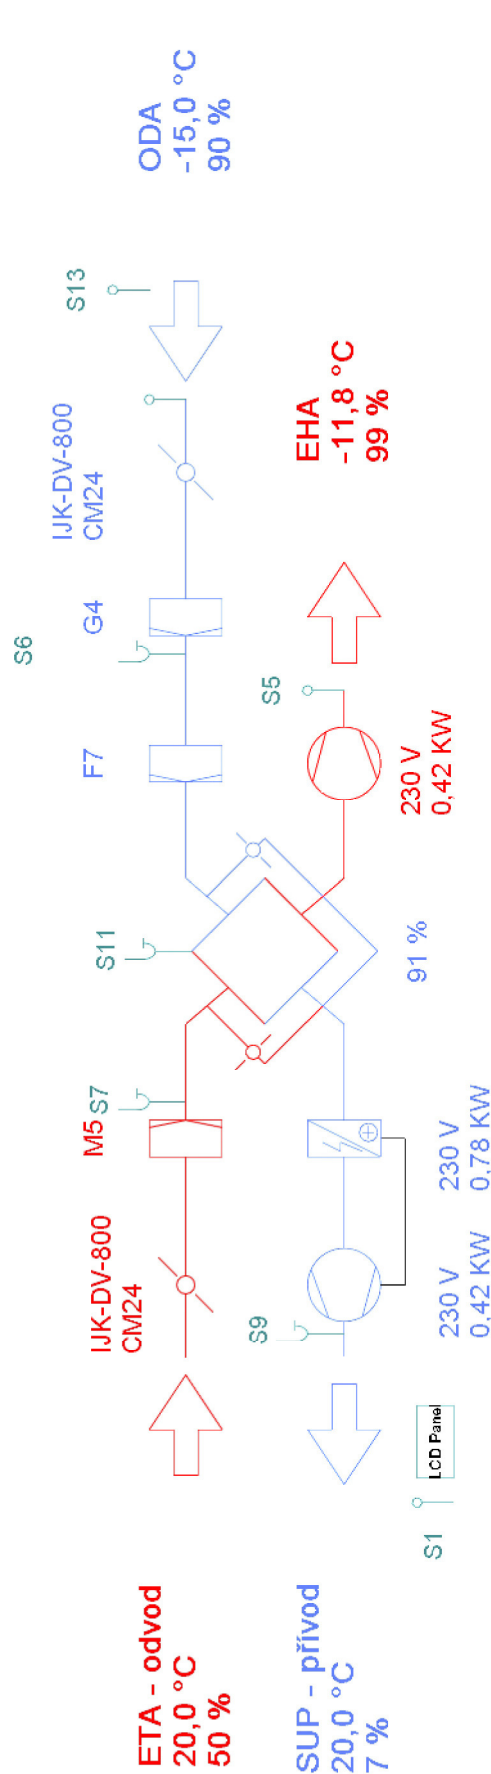 ETA - odvod
20,0 °C
50 %
IJK-DV-800
CM24
M5
S7
S11
F7
S6
G4
IJK-DV-800
CM24
S13
ODA
-15,0 °C
90 %
SUP - přívod
20,0 °C
7 %
S1
LCD Panel
S9
230 V
0,42 KW
230 V
0,78 KW
91 %
230 V
0,42 KW
S5
EHA
-11,8 °C
99 %